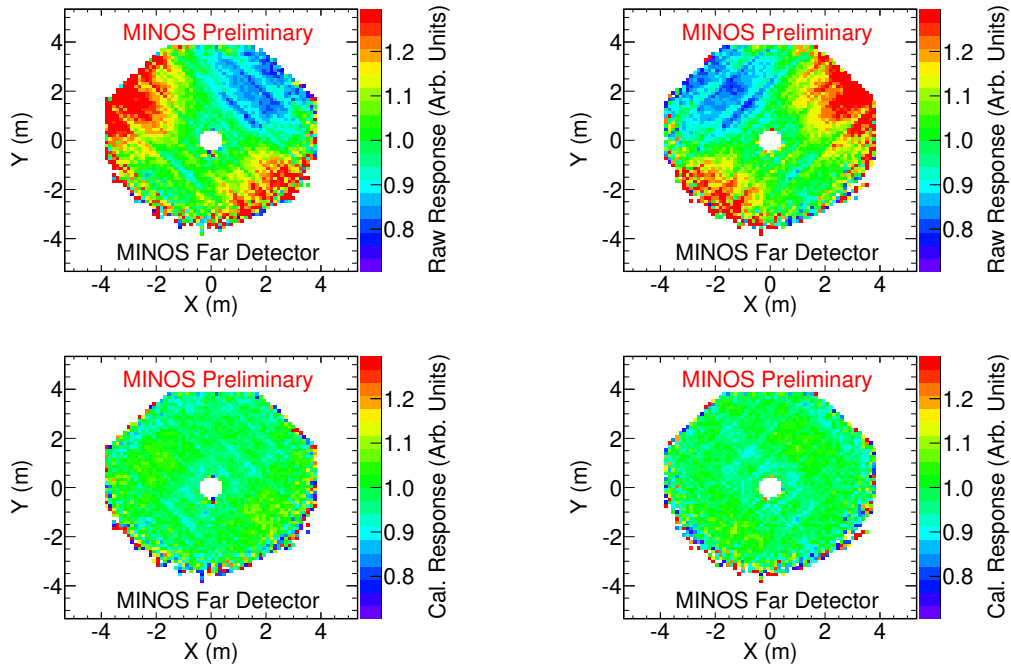 MINOS Preliminary
4
2
0
-2
-4
Y (m)
-4 -2 0 2 4
X (m)
MINOS Far Detector
1.2
1.1
1.0
0.9
0.8
Raw Response (Arb. Units)
MINOS Preliminary
4
2
0
-2
-4
Y (m)
-4 -2 0 2 4
X (m)
MINOS Far Detector
1.2
1.1
1.0
0.9
0.8
Raw Response (Arb. Units)
MINOS Preliminary
4
2
0
-2
-4
Y (m)
-4 -2 0 2 4
X (m)
MINOS Far Detector
1.2
1.1
1.0
0.9
0.8
Cal. Response (Arb. Units)
MINOS Preliminary
4
2
0
-2
-4
Y (m)
-4 -2 0 2 4
X (m)
MINOS Far Detector
1.2
1.1
1.0
0.9
0.8
Cal. Response (Arb. Units)